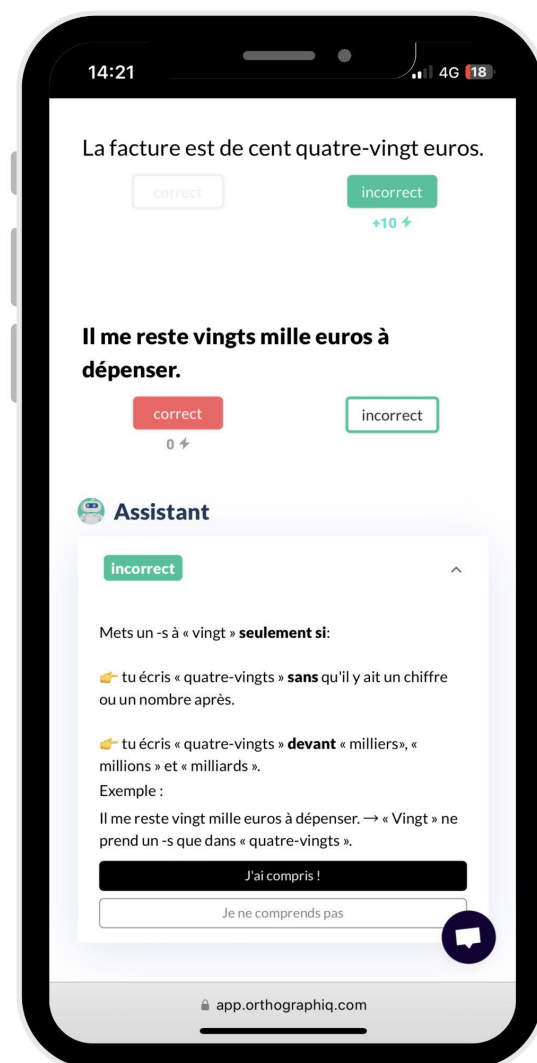 14:21
4G 18
La facture est de cent quatre-vingt euros.
correct incorrect
+10
Il me reste vingts mille euros à
dépenser.
correct incorrect
0
Assistant
incorrect
Mets un -s à « vingt » seulement si:
👉 tu écris « quatre-vingts » sans qu'il y ait un chiffre
ou un nombre après.
👉 tu écris « quatre-vingts » devant « milliers», «
millions » et « milliards ».
Exemple :
Il me reste vingt mille euros à dépenser. → « Vingt » ne
prend un -s que dans « quatre-vingts ».
J'ai compris !
Je ne comprends pas
app.orthographiq.com